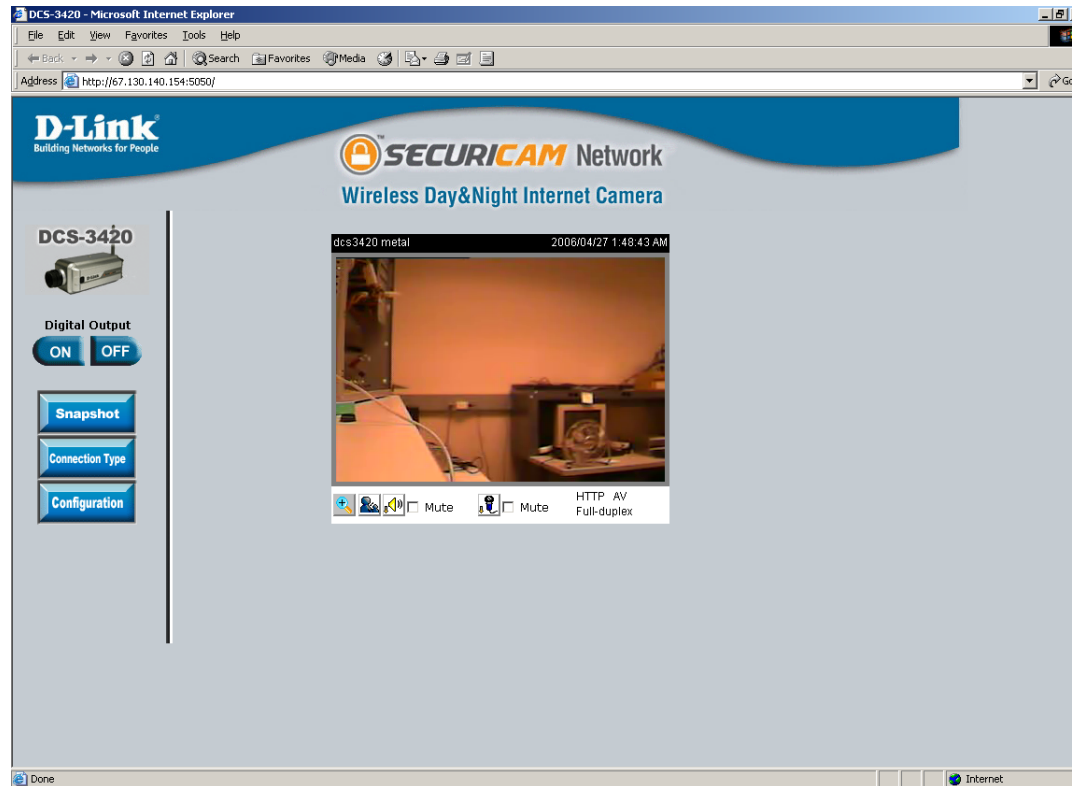 DCS-3420 - Microsoft Internet Explorer
File Edit View Favorites Tools Help
Back Search Favorites Media
Address http://67.130.140.154:5050/ Go
D-Link®
Building Networks for People
SECURICAM™ Network
Wireless Day&Night Internet Camera
DCS-3420
dcs3420 metal 2006/04/27 1:48:43 AM
Digital Output
ON OFF
Snapshot
Connection Type
Configuration
Mute Mute HTTP AV
Full-duplex
Done Internet